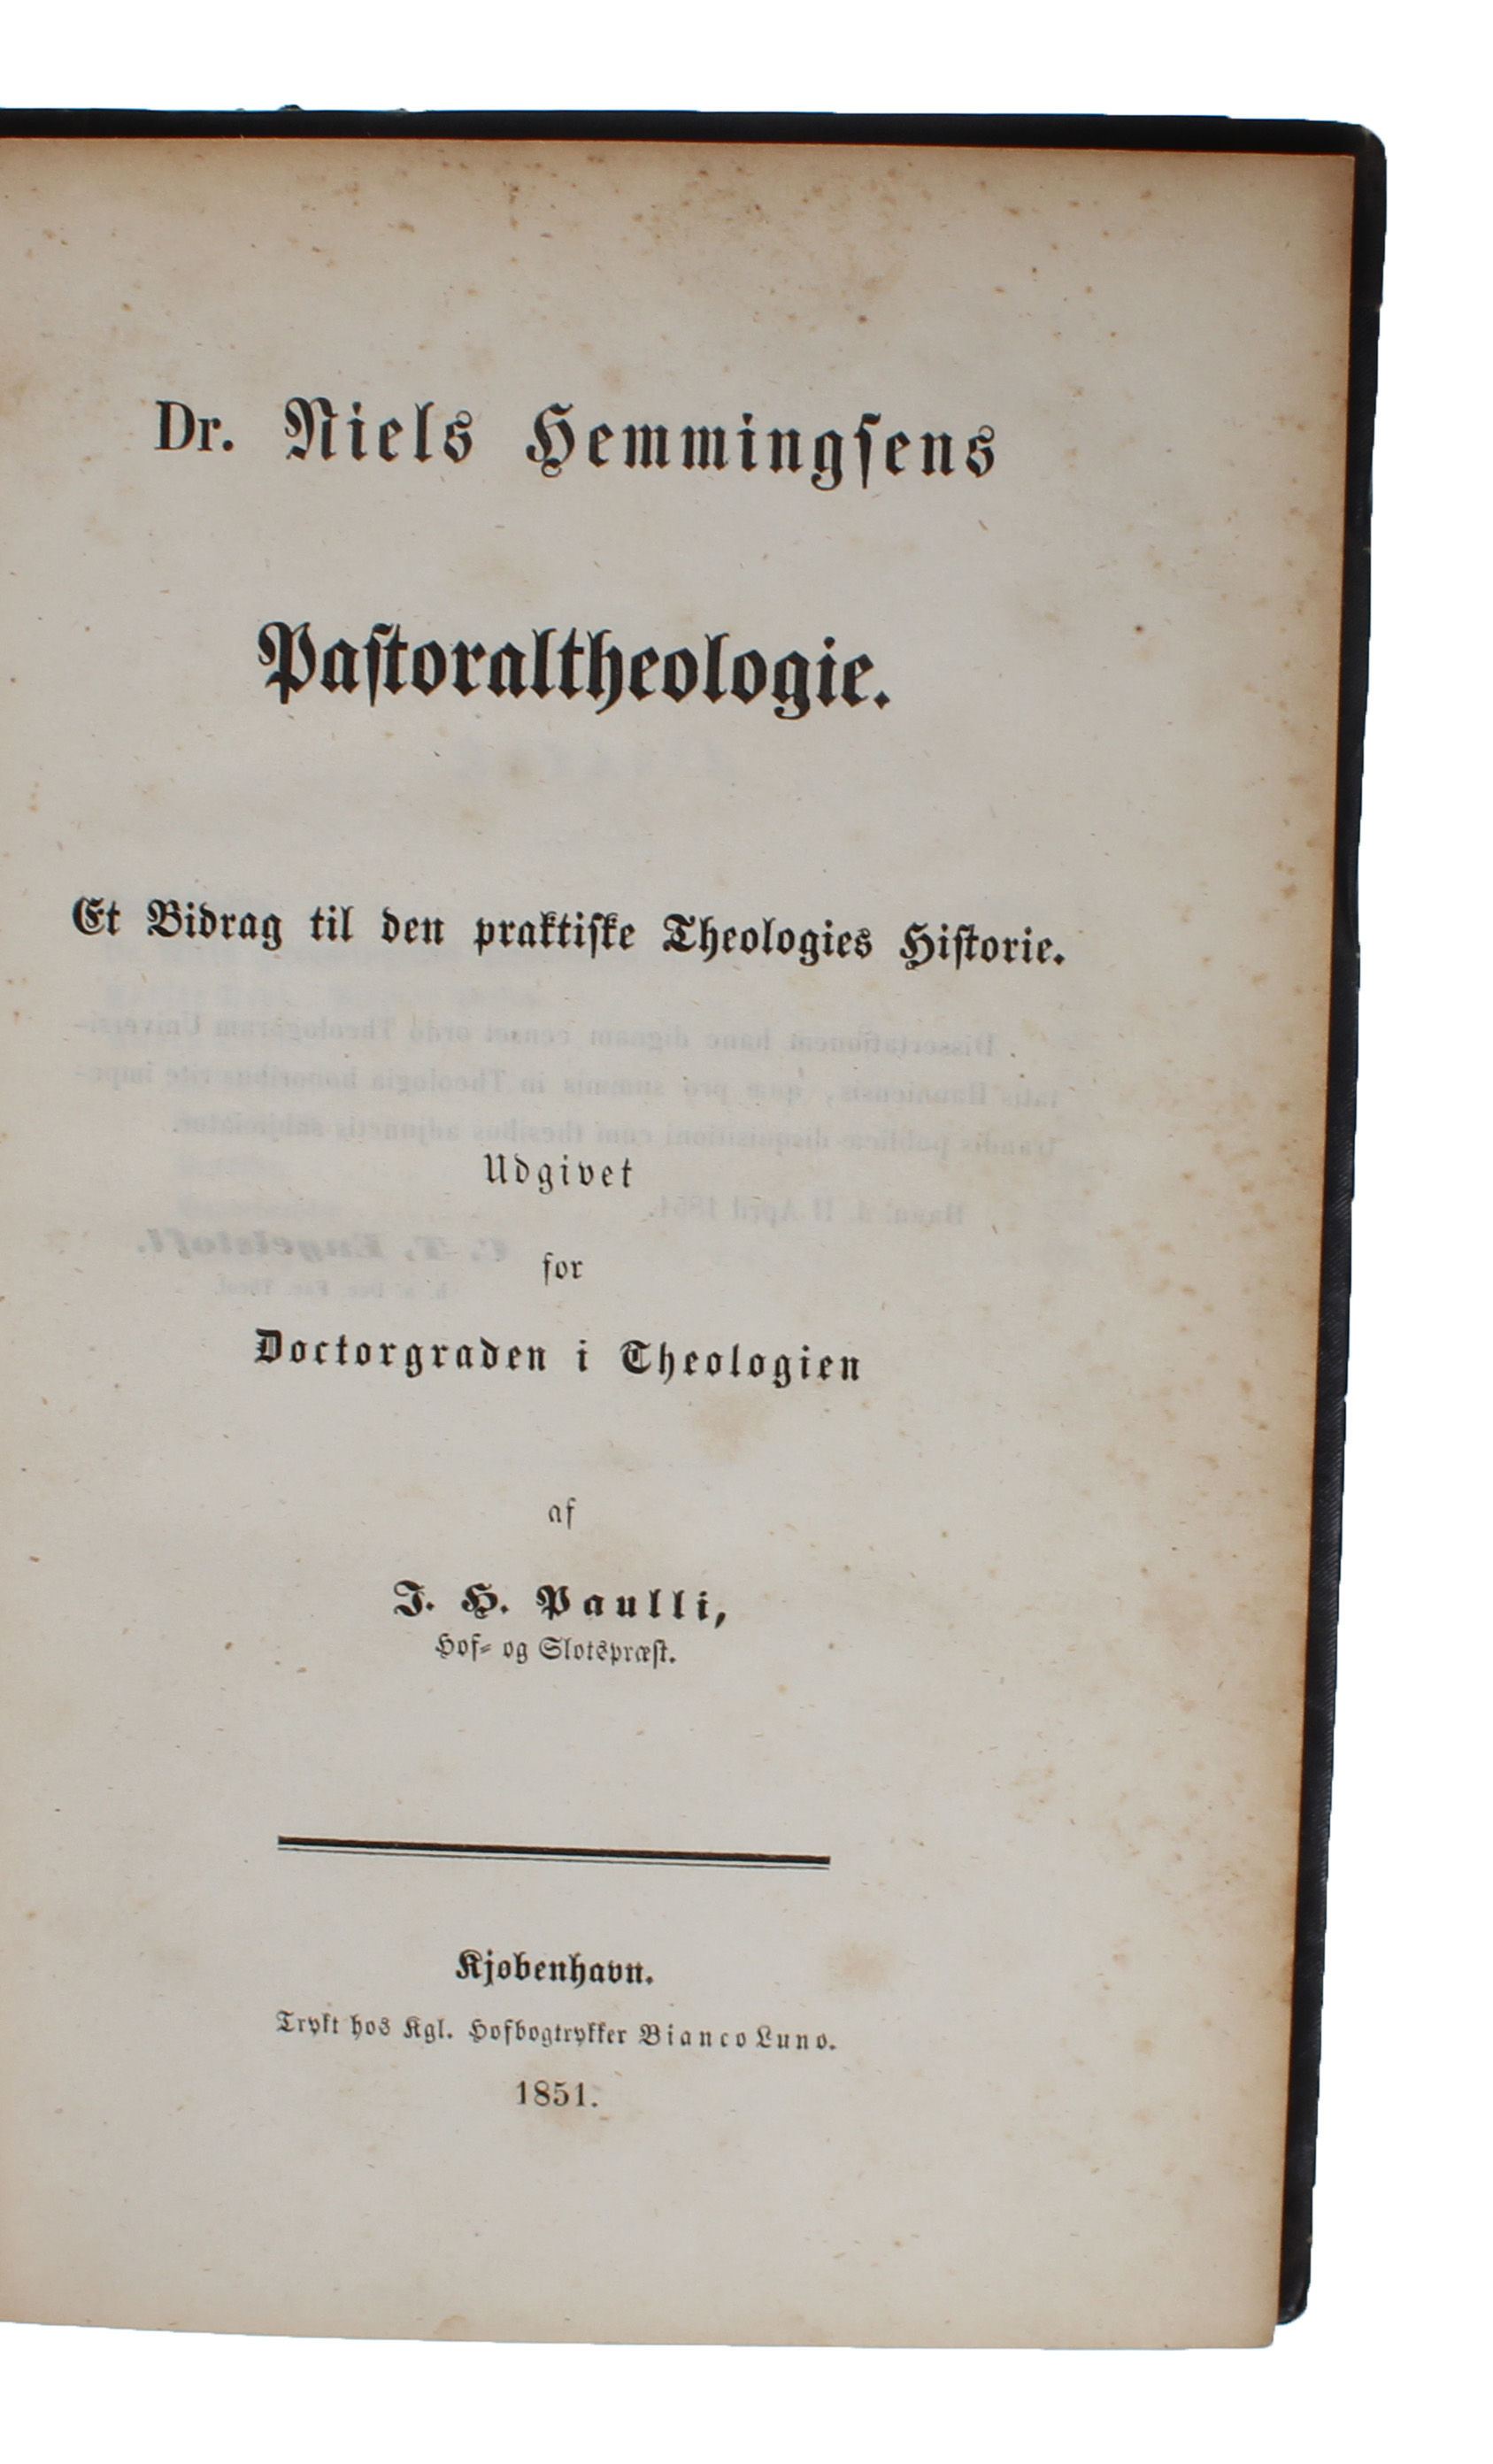 Dr. Niels Hemmingsens
Pastoraltheologie.
Et Bidrag til den praktiske Theologies Historie.
Udgivet
for
Doctorgraden i Theologien
af
J. H. Paulli,
Hof- og Slotspræst.
Kjøbenhavn.
Trykt hos Kgl. Hofbogtrykker Bianco Luno.
1851.